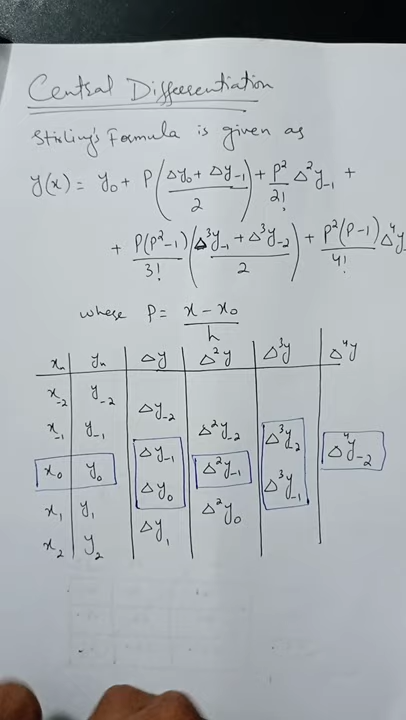 Central Differentiation
Stirling's Formula is given as
y(x) = y₀ + P (Δy₀ + Δy₋₁ / 2) + P²/2! Δ²y₋₁ +
+ P(P²-1)/3! (Δ³y₋₁ + Δ³y₋₂ / 2) + P²(P-1)/4! Δ⁴y₋
where P = x - x₀ / h
xₙ yₙ Δy Δ²y Δ³y Δ⁴y
x₋₂ y₋₂
Δy₋₂
x₋₁ y₋₁ Δ²y₋₂
Δy₋₁ Δ³y₋₂
x₀ y₀ Δ²y₋₁ Δ⁴y₋₂
Δy₀ Δ³y₋₁
x₁ y₁ Δ²y₀
Δy₁
x₂ y₂